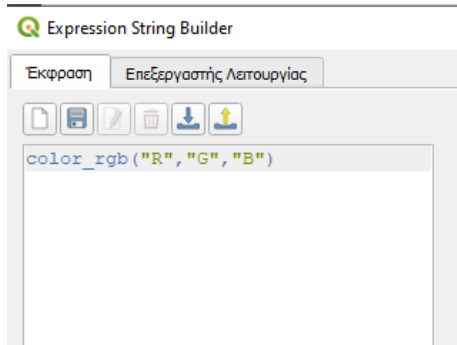 Expression String Builder
Έκφραση Επεξεργαστής Λειτουργίας
color_rgb("R","G","B")